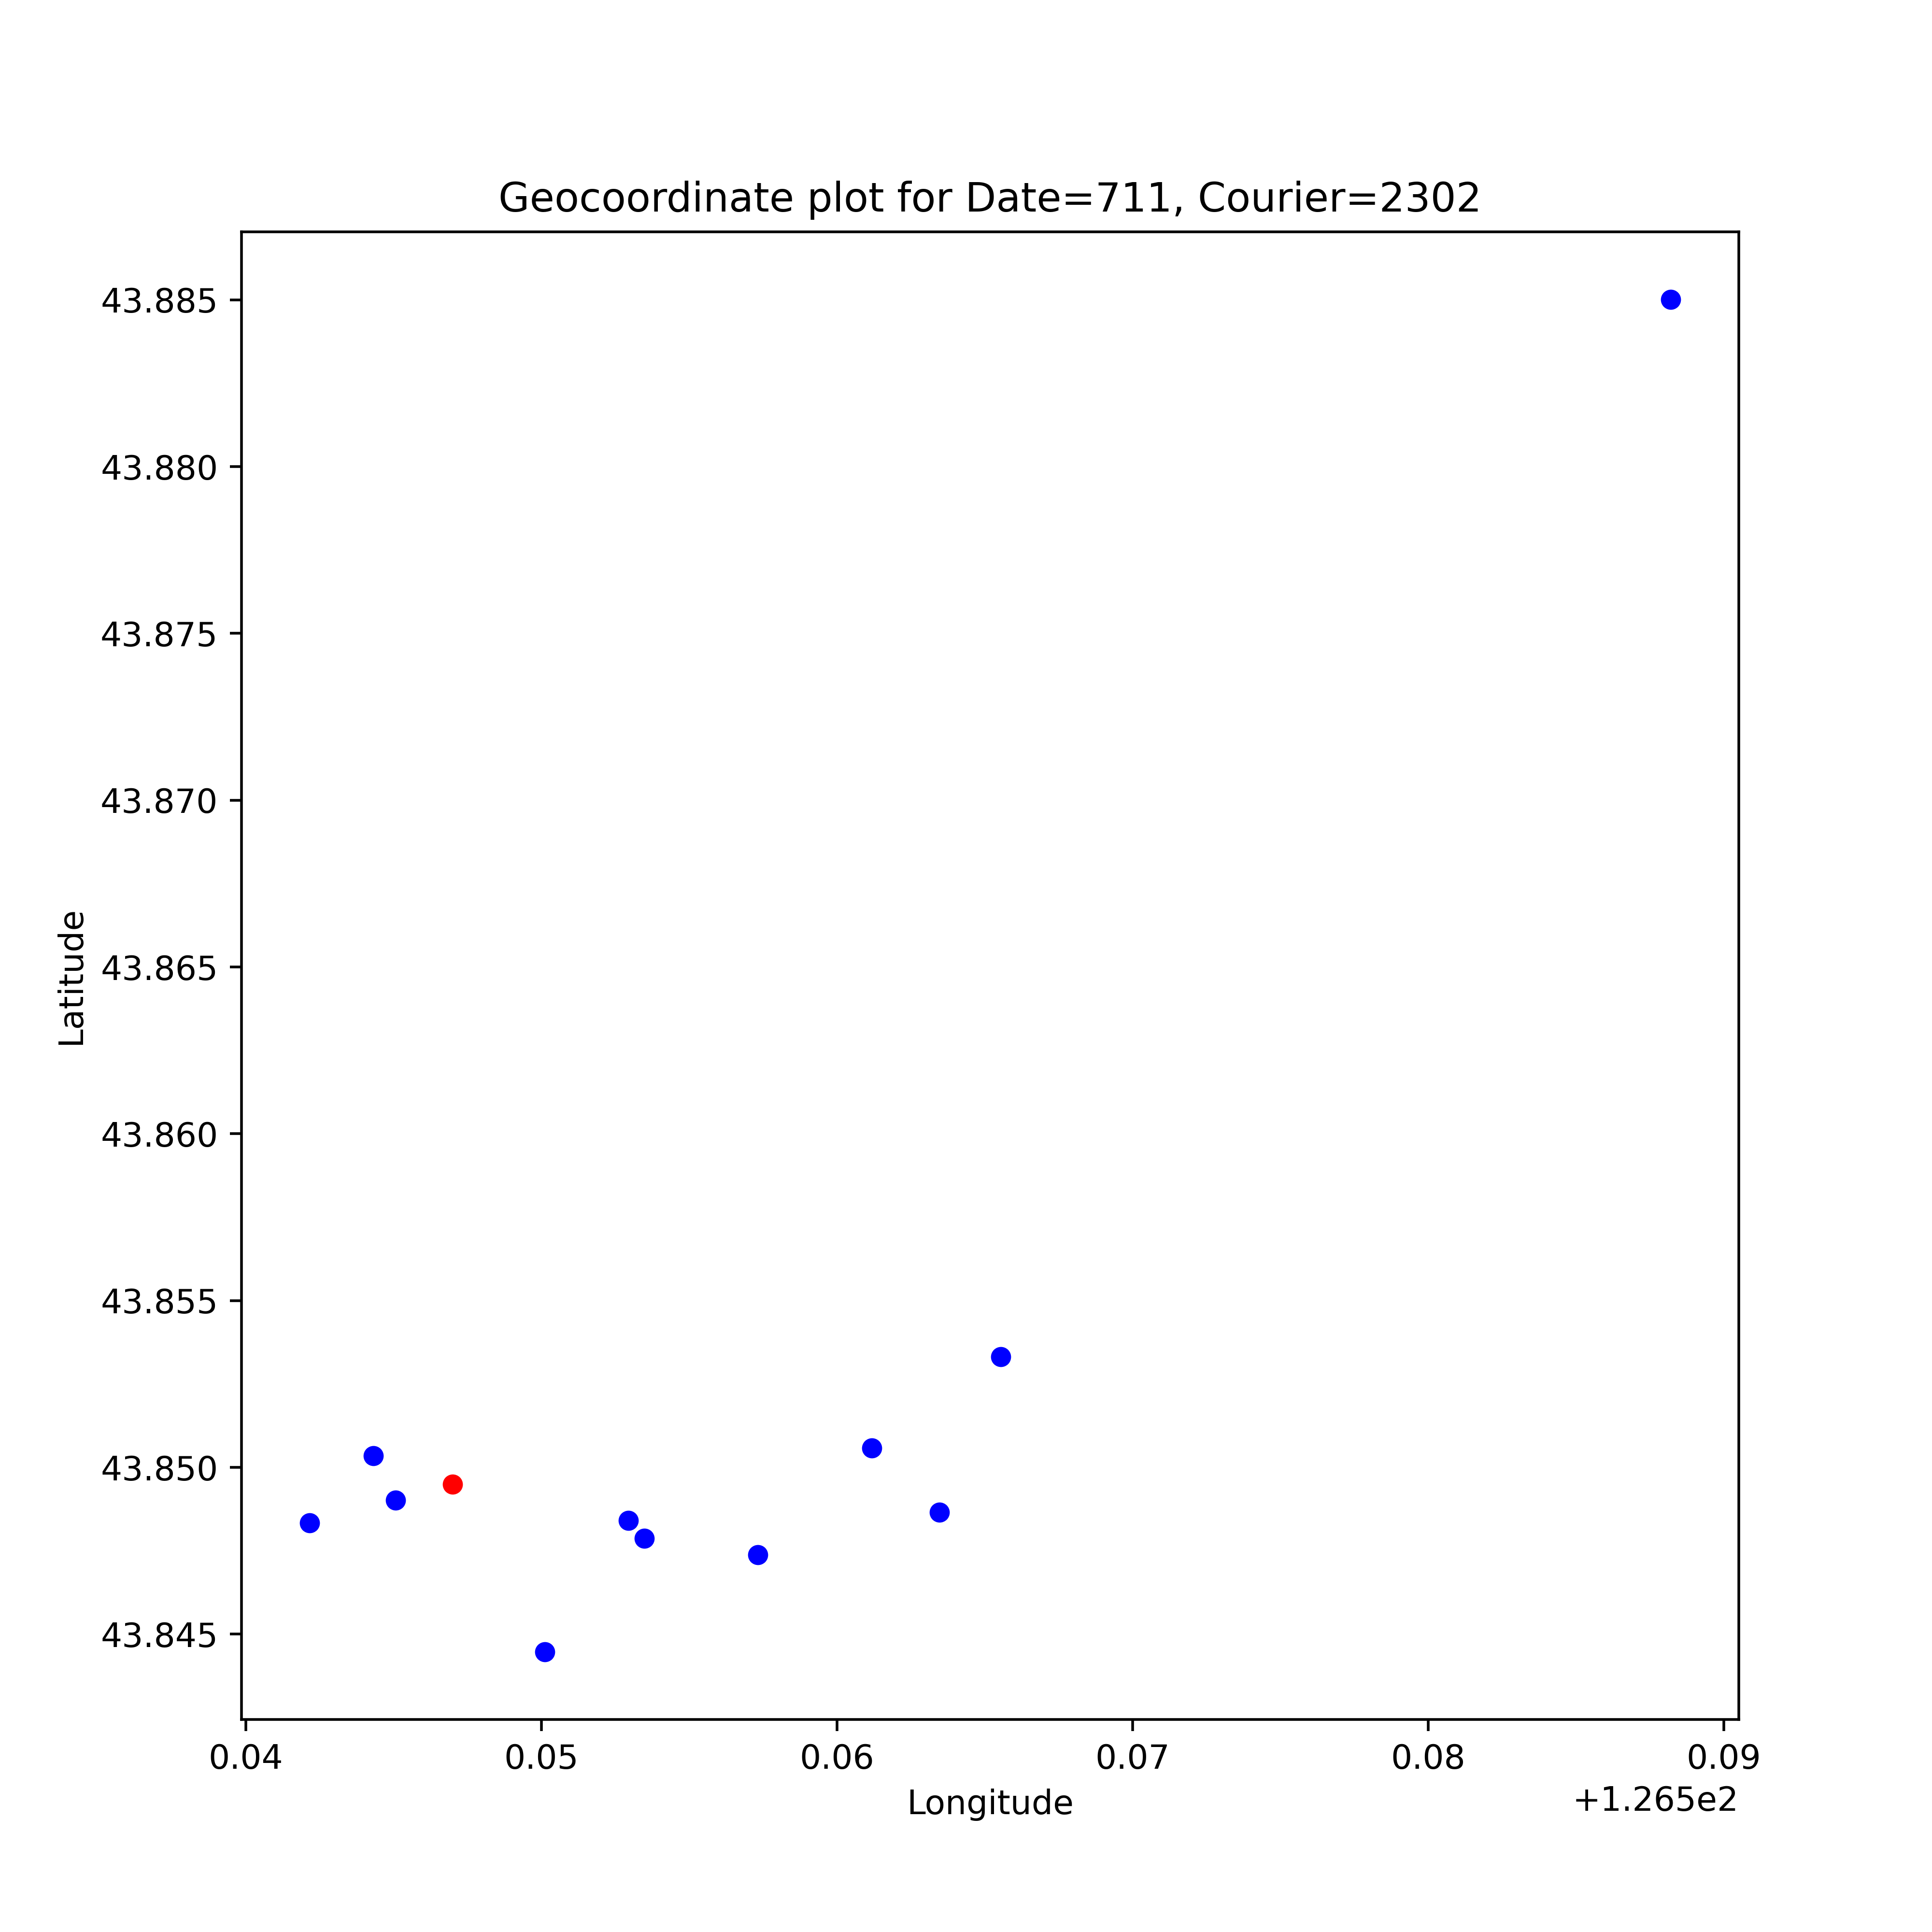 Geocoordinate plot for Date=711, Courier=2302
43.885
43.880
43.875
43.870
43.865
43.860
43.855
43.850
43.845
Latitude
0.04 0.05 0.06 0.07 0.08 0.09
Longitude
+1.265e2